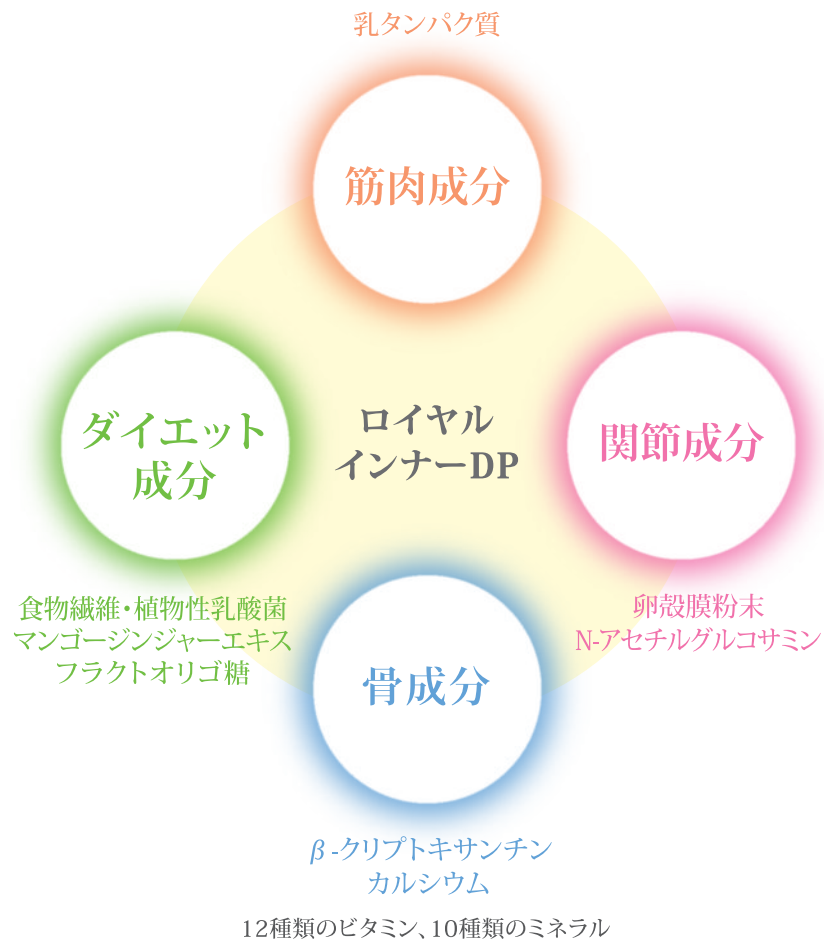 乳タンパク質
筋肉成分
ダイエット
成分
ロイヤル
インナーDP
関節成分
食物繊維・植物性乳酸菌
マンゴージンジャーエキス
フラクトオリゴ糖
卵殻膜粉末
N-アセチルグルコサミン
骨成分
β-クリプトキサンチン
カルシウム
12種類のビタミン、10種類のミネラル